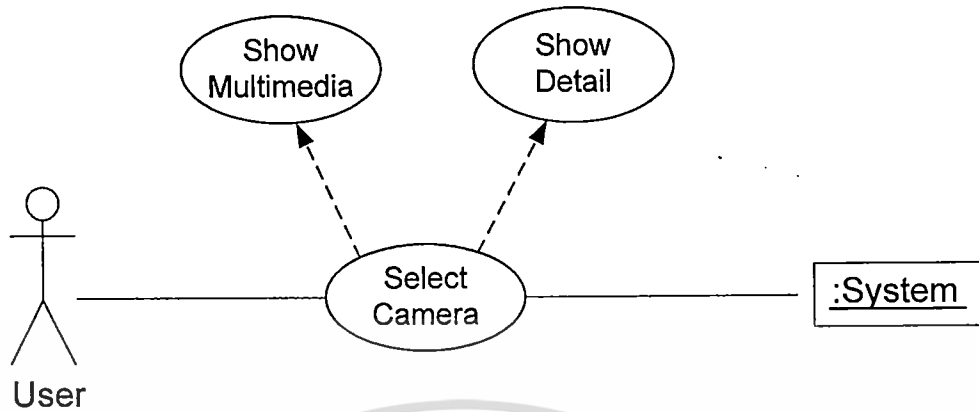 Show
Multimedia
Show
Detail
Select
Camera
:System
User